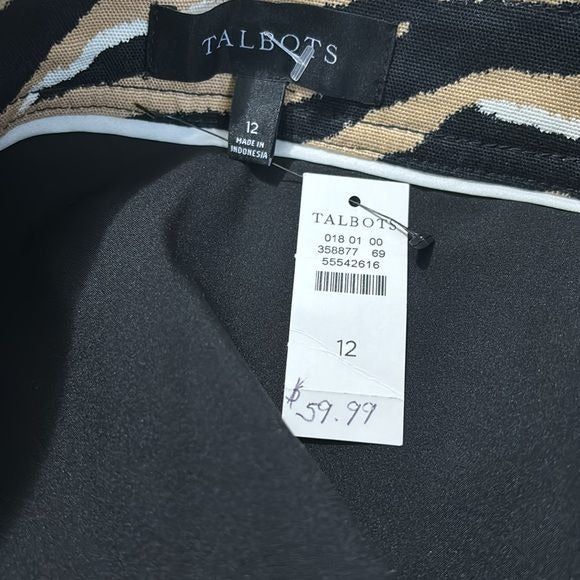 TALBOTS
12
MADE IN
INDONESIA
TALBOTS
018 01 00
358877 69
55542616
12
$59.99